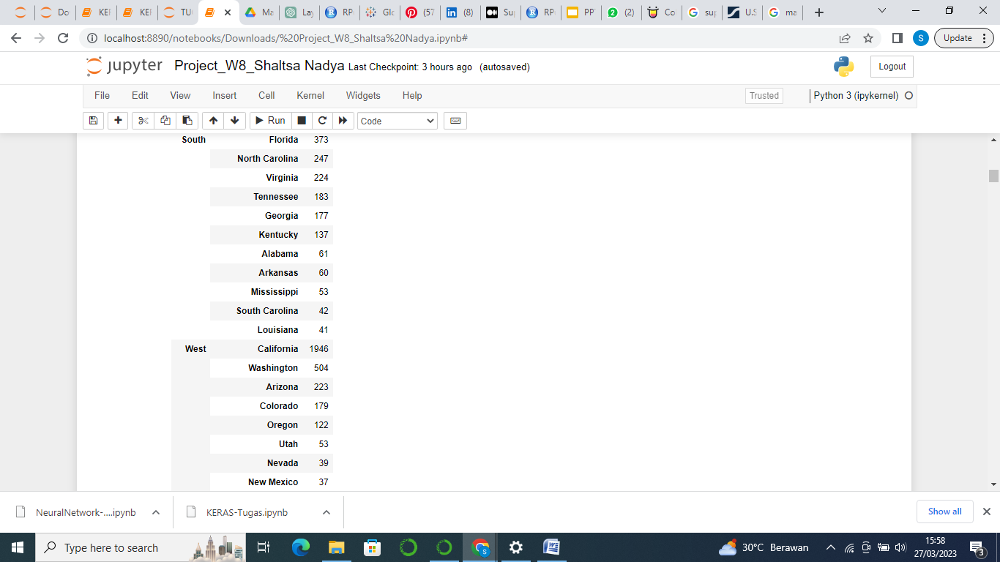 Do KEF KEF TU Ma Lay RP Glo (57 (8) Sup RP PP (2) Co sup U.S ma
localhost:8890/notebooks/Downloads/%20Project_W8_Shaltsa%20Nadya.ipynb# S Update
jupyter Project_W8_Shaltsa Nadya Last Checkpoint: 3 hours ago (autosaved) Logout
File Edit View Insert Cell Kernel Widgets Help Trusted Python 3 (ipykernel)
Run Code
South Florida 373
North Carolina 247
Virginia 224
Tennessee 183
Georgia 177
Kentucky 137
Alabama 61
Arkansas 60
Mississippi 53
South Carolina 42
Louisiana 41
West California 1946
Washington 504
Arizona 223
Colorado 179
Oregon 122
Utah 53
Nevada 39
New Mexico 37
NeuralNetwork-....ipynb KERAS-Tugas.ipynb Show all
Type here to search 30°C Berawan 15:58
27/03/2023 3